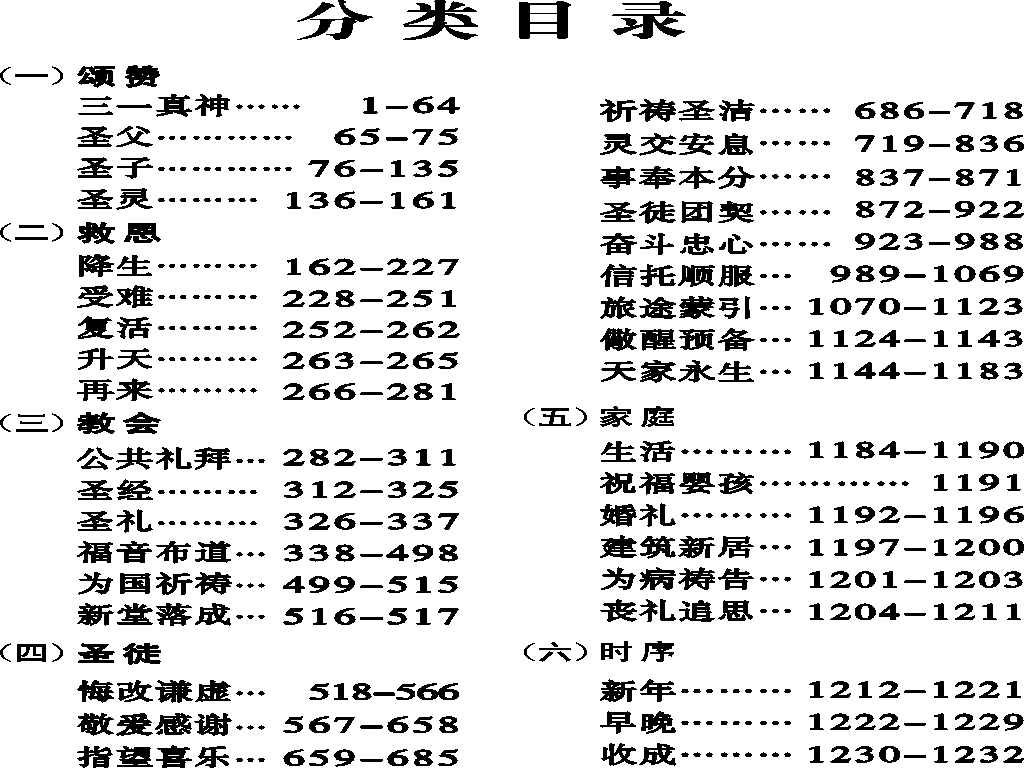 分类目录
（一）颂赞
三一真神…… 1－64
圣父………… 65－75
圣子………… 76－135
圣灵……… 136－161
（二）救恩
降生……… 162－227
受难……… 228－251
复活……… 252－262
升天……… 263－265
再来……… 266－281
（三）教会
公共礼拜… 282－311
圣经……… 312－325
圣礼……… 326－337
福音布道… 338－498
为国祈祷… 499－515
新堂落成… 516－517
（四）圣徒
悔改谦虚… 518－566
敬爱感谢… 567－658
指望喜乐… 659－685
祈祷圣洁…… 686－718
灵交安息…… 719－836
事奉本分…… 837－871
圣徒团契…… 872－922
奋斗忠心…… 923－988
信托顺服… 989－1069
旅途蒙引… 1070－1123
儆醒预备… 1124－1143
天家永生… 1144－1183
（五）家庭
生活……… 1184－1190
祝福婴孩………… 1191
婚礼……… 1192－1196
建筑新居… 1197－1200
为病祷告… 1201－1203
丧礼追思… 1204－1211
（六）时序
新年……… 1212－1221
早晚……… 1222－1229
收成……… 1230－1232